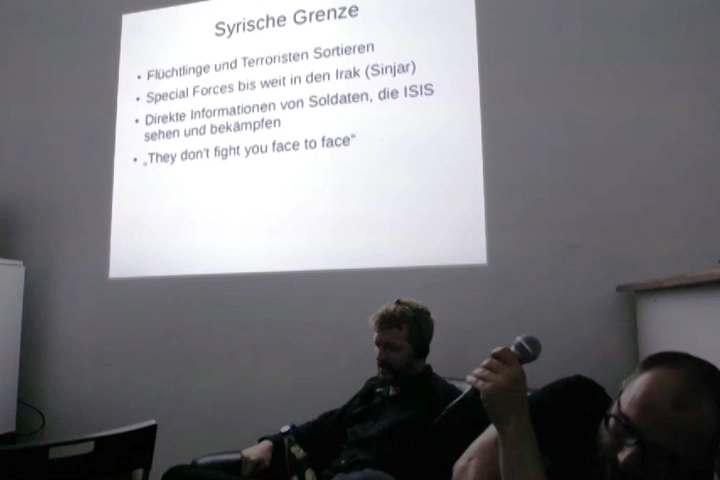 Syrische Grenze
• Flüchtlinge und Terroristen Sortieren
• Special Forces bis weit in den Irak (Sinjar)
• Direkte Informationen von Soldaten, die ISIS
sehen und bekämpfen
• „They don't fight you face to face“